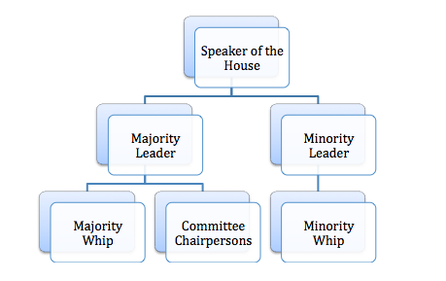 Speaker of the
House
Majority
Leader
Minority
Leader
Majority
Whip
Committee
Chairpersons
Minority
Whip